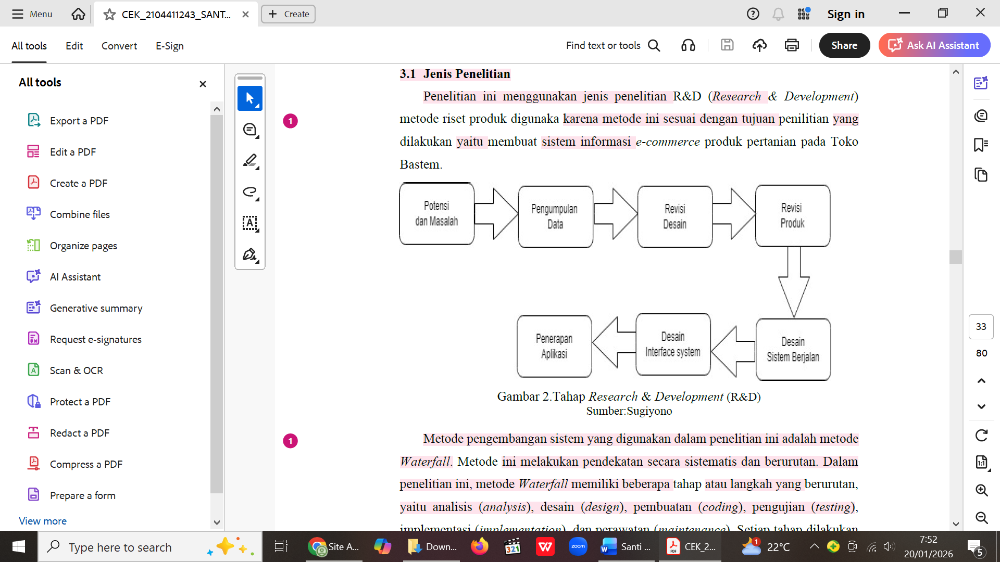 Menu
CEK_2104411243_SANT...
Create
Sign in
All tools
Edit
Convert
E-Sign
Find text or tools
Share
Ask AI Assistant
All tools
Export a PDF
Edit a PDF
Create a PDF
Combine files
Organize pages
AI Assistant
Generative summary
Request e-signatures
Scan & OCR
Protect a PDF
Redact a PDF
Compress a PDF
Prepare a form
View more
3.1 Jenis Penelitian
1
Penelitian ini menggunakan jenis penelitian R&D (Research & Development)
metode riset produk digunaka karena metode ini sesuai dengan tujuan penilitian yang
dilakukan yaitu membuat sistem informasi e-commerce produk pertanian pada Toko
Bastem.
Potensi
dan Masalah
Pengumpulan
Data
Revisi
Desain
Revisi
Produk
Desain
Sistem Berjalan
Desain
Interface system
Penerapan
Aplikasi
Gambar 2.Tahap Research & Development (R&D)
Sumber:Sugiyono
1
Metode pengembangan sistem yang digunakan dalam penelitian ini adalah metode
Waterfall. Metode ini melakukan pendekatan secara sistematis dan berurutan. Dalam
penelitian ini, metode Waterfall memiliki beberapa tahap atau langkah yang berurutan,
yaitu analisis (analysis), desain (design), pembuatan (coding), pengujian (testing),
implementasi (implementation), dan perawatan (maintenance). Setiap tahap dilakukan
33
80
1:1
Type here to search
Site A...
Down...
321
zoom
Santi ...
PDF
CEK_2...
1
22°C
7:52
20/01/2026
5